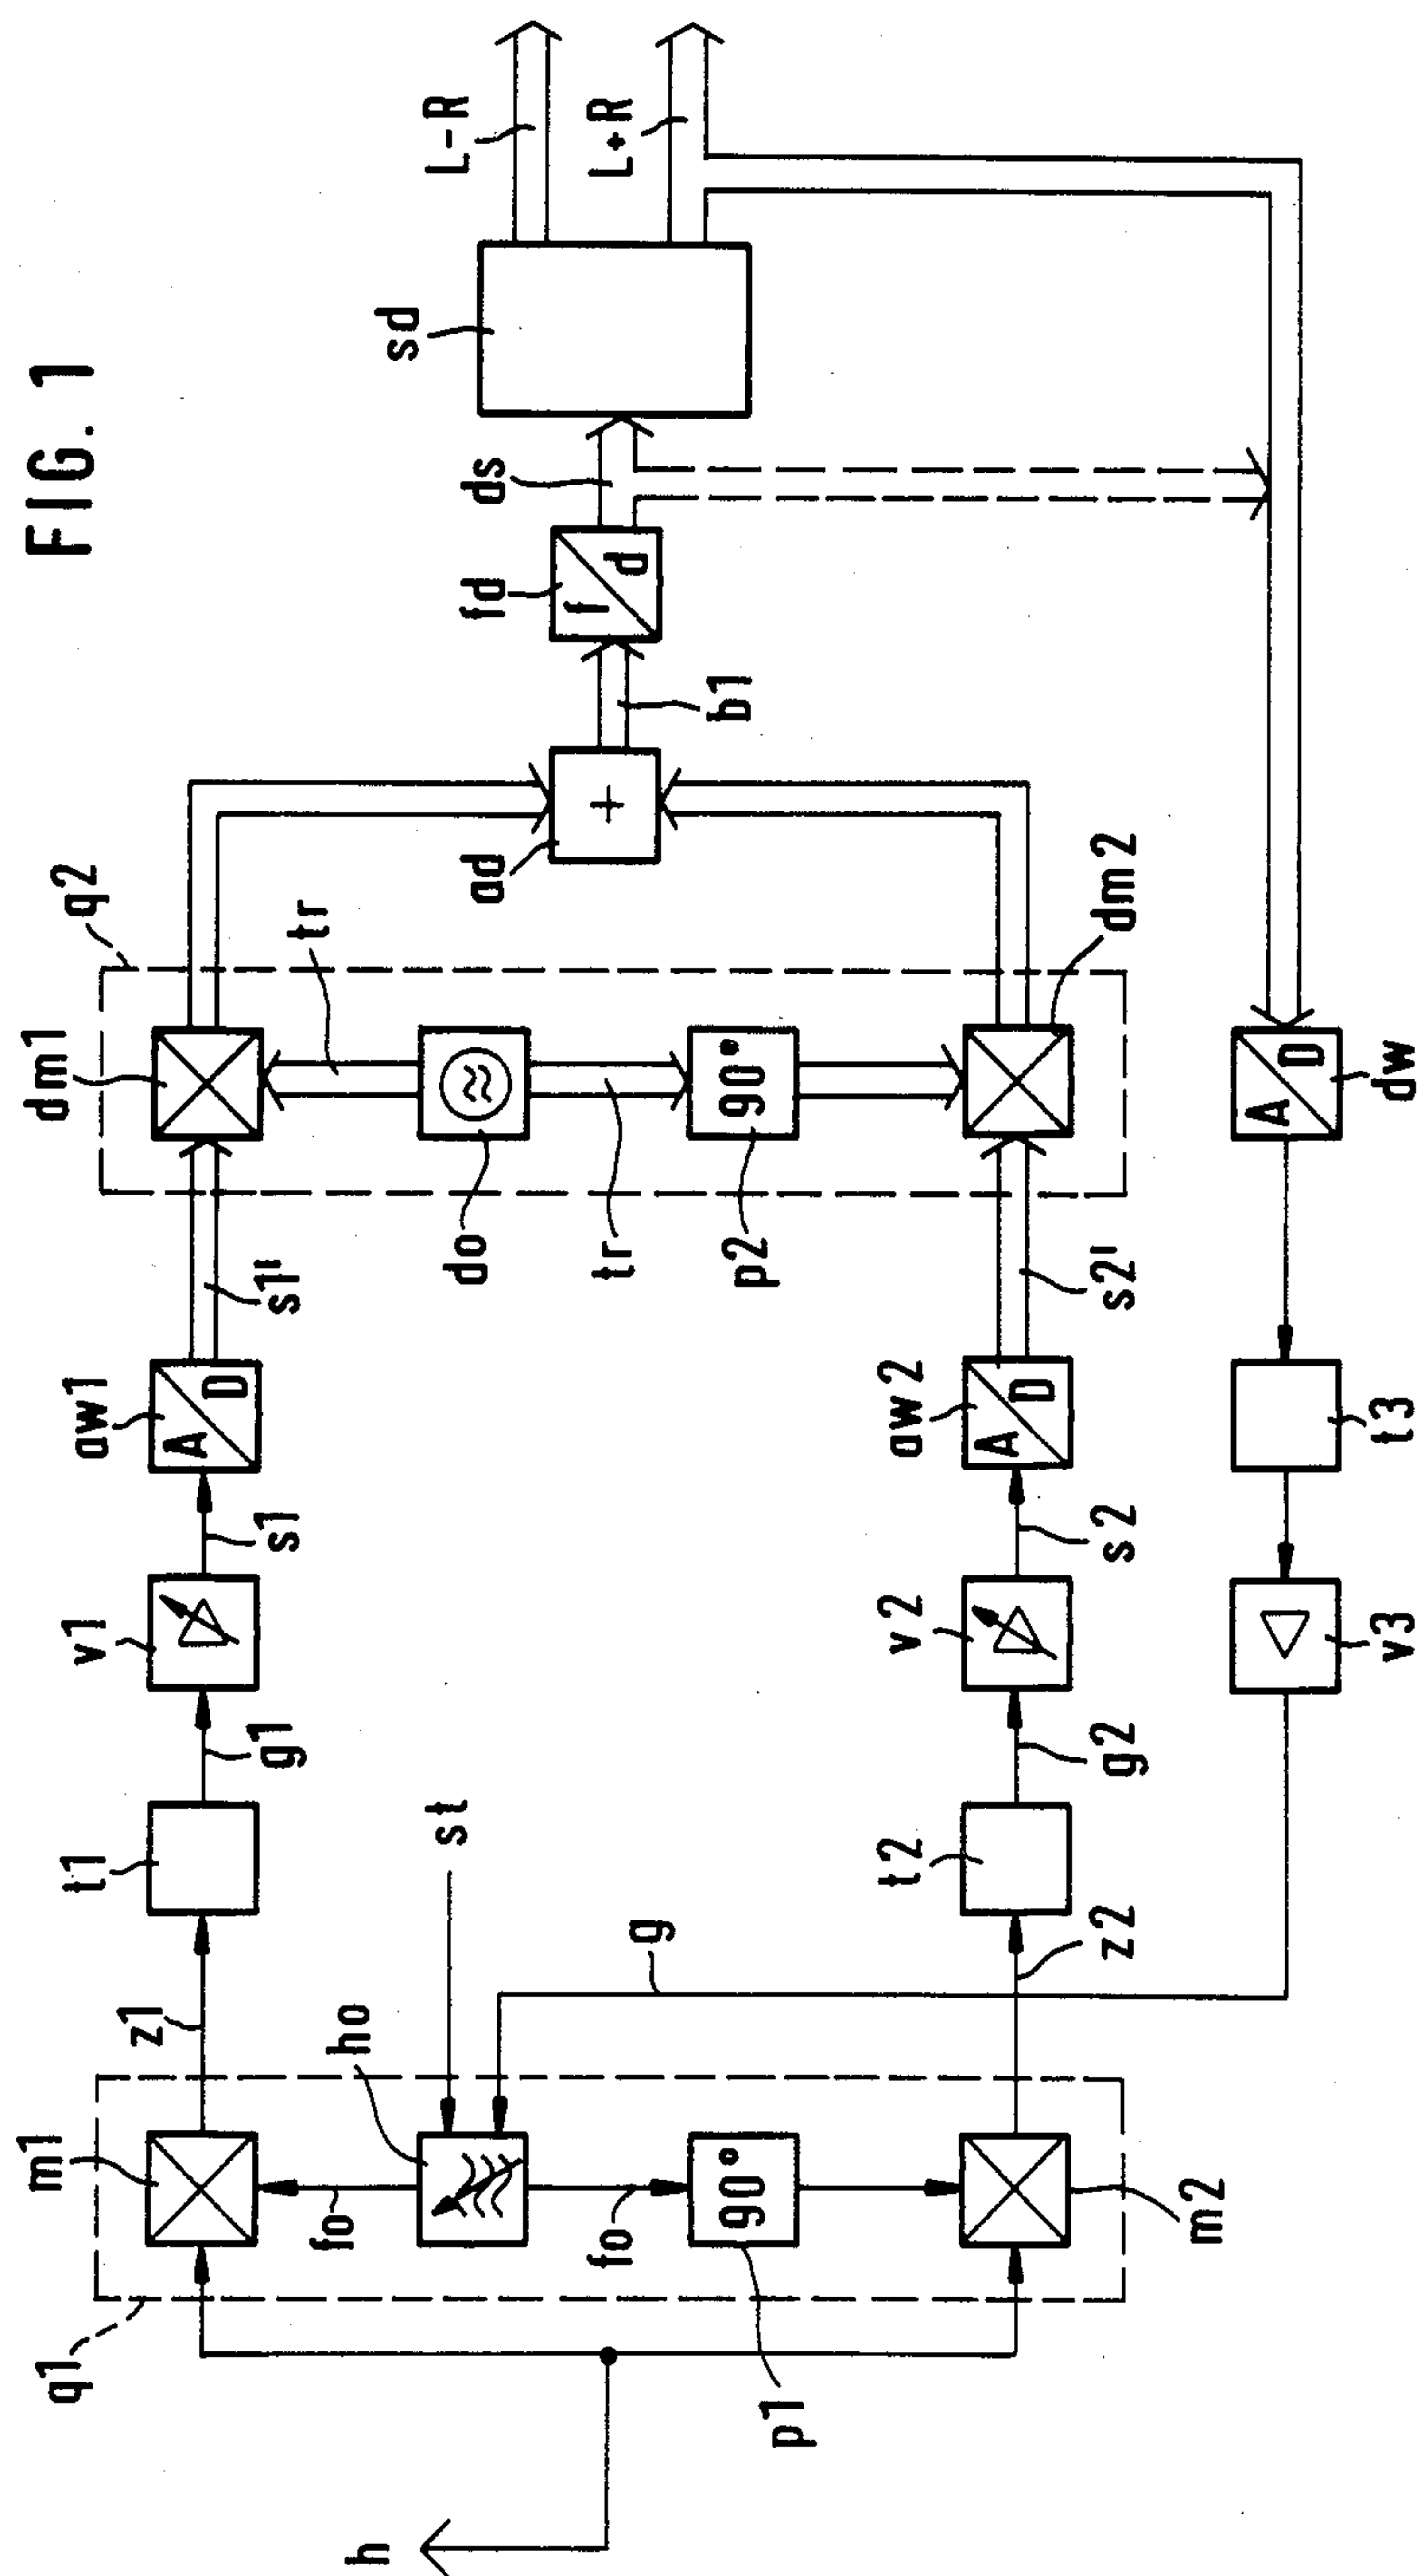 FIG. 1
h
q1
m1
fo
ho
fo
90°
p1
m2
z1
st
g
z2
t1
t2
g1
g2
v1
v2
v3
s1
s2
aw1
A
D
aw2
A
D
t3
s1'
s2'
dm1
q2
tr
do
tr
90°
p2
dm2
A
D
dw
ad
+
b1
fd
f
d
ds
sd
L-R
L+R